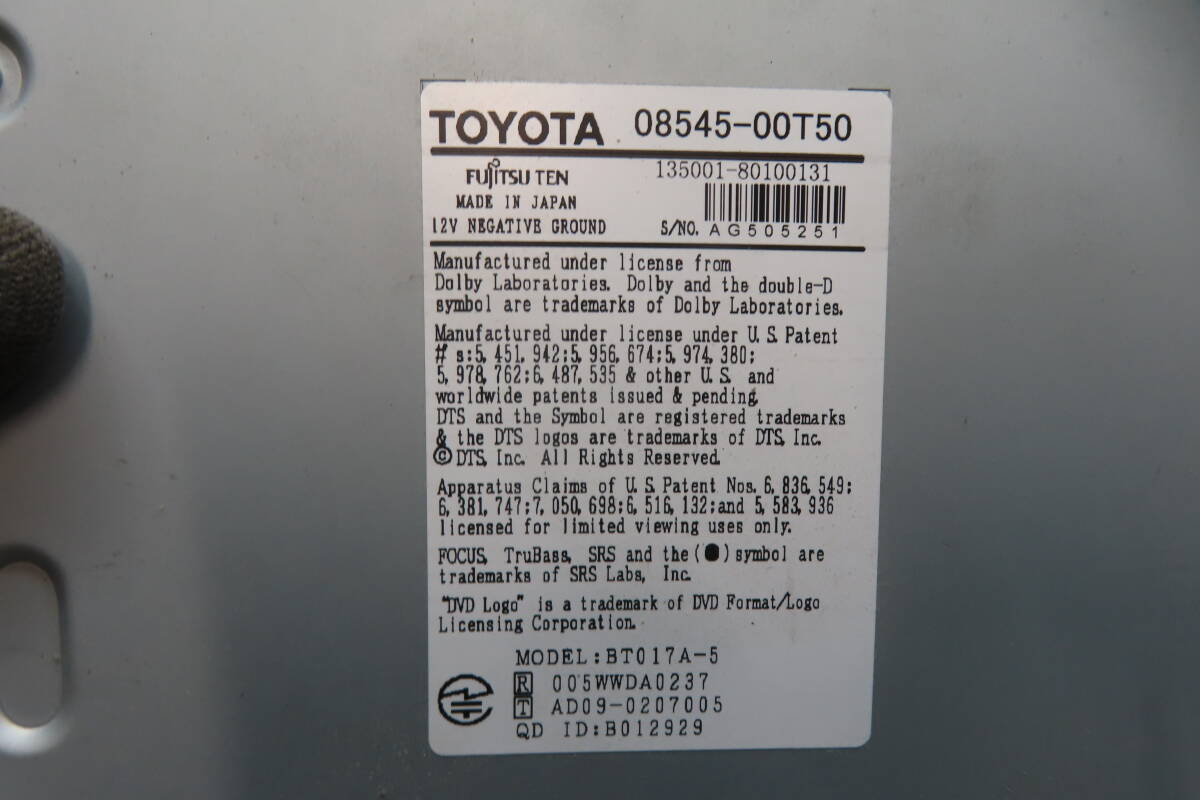 TOYOTA 08545-00T50
FUJITSU TEN 135001-80100131
MADE IN JAPAN
12V NEGATIVE GROUND S/NO. AG505251
Manufactured under license from
Dolby Laboratories. Dolby and the double-D
symbol are trademarks of Dolby Laboratories.
Manufactured under license under U.S. Patent
# s:5,451,942;5,956,674;5,974,380;
5,978,762;6,487,535 & other U.S. and
worldwide patents issued & pending.
DTS and the Symbol are registered trademarks
& the DTS logos are trademarks of DTS, Inc.
© DTS, Inc. All Rights Reserved.
Apparatus Claims of U.S. Patent Nos. 6,836,549;
6,381,747;7,050,698;6,516,132;and 5,583,936
licensed for limited viewing uses only.
FOCUS, TruBass, SRS and the (●) symbol are
trademarks of SRS Labs, Inc.
"DVD Logo" is a trademark of DVD Format/Logo
Licensing Corporation.
MODEL:BT017A-5
R 005WWDA0237
T AD09-0207005
QD ID:B012929